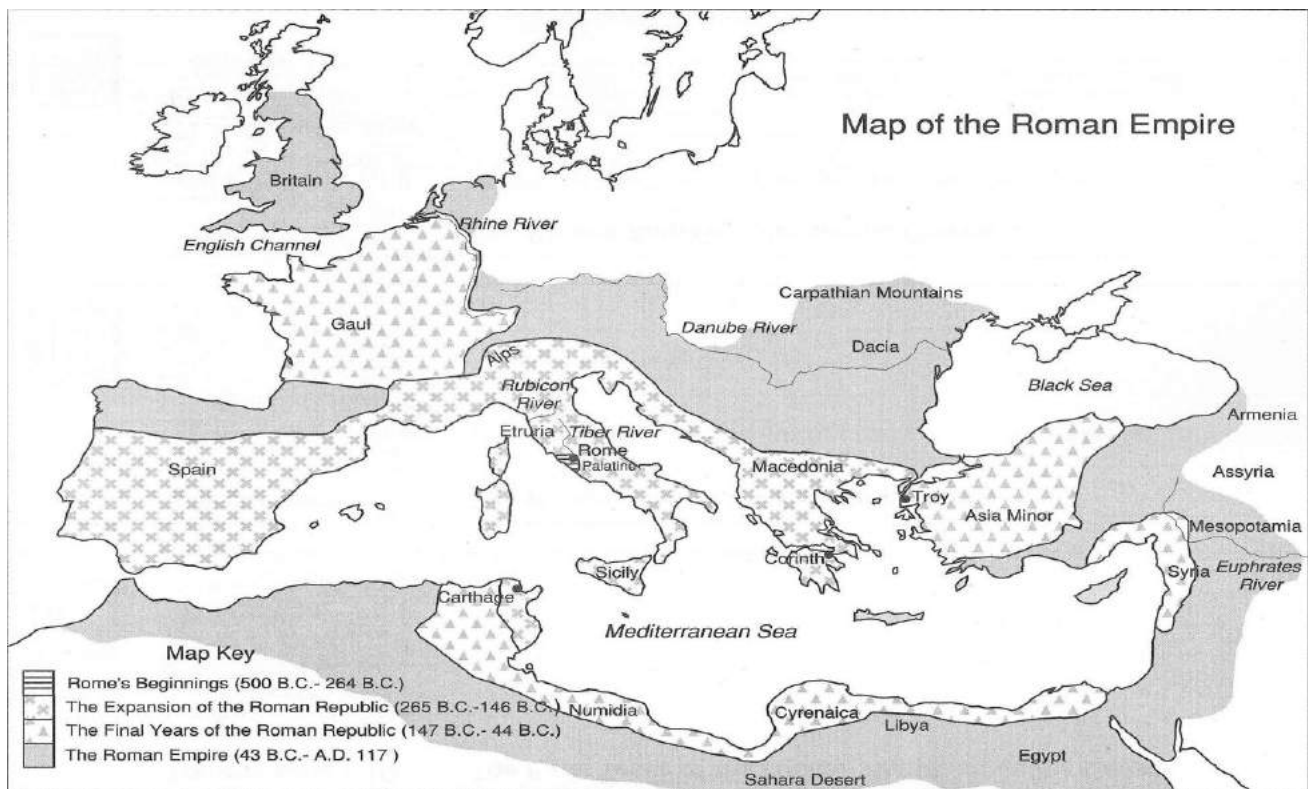 Map of the Roman Empire
Britain
Rhine River
English Channel
Carpathian Mountains
Gaul
Danube River
Dacia
Alps
Black Sea
Rubicon
River
Armenia
Etruria
Tiber River
Rome
Palatine
Spain
Macedonia
Assyria
Troy
Asia Minor
Mesopotamia
Corinth
Sicily
Syria
Euphrates
River
Carthage
Mediterranean Sea
Numidia
Cyrenaica
Libya
Egypt
Sahara Desert
Map Key
Rome's Beginnings (500 B.C.- 264 B.C.)
The Expansion of the Roman Republic (265 B.C.-146 B.C.)
The Final Years of the Roman Republic (147 B.C.- 44 B.C.)
The Roman Empire (43 B.C.- A.D. 117 )